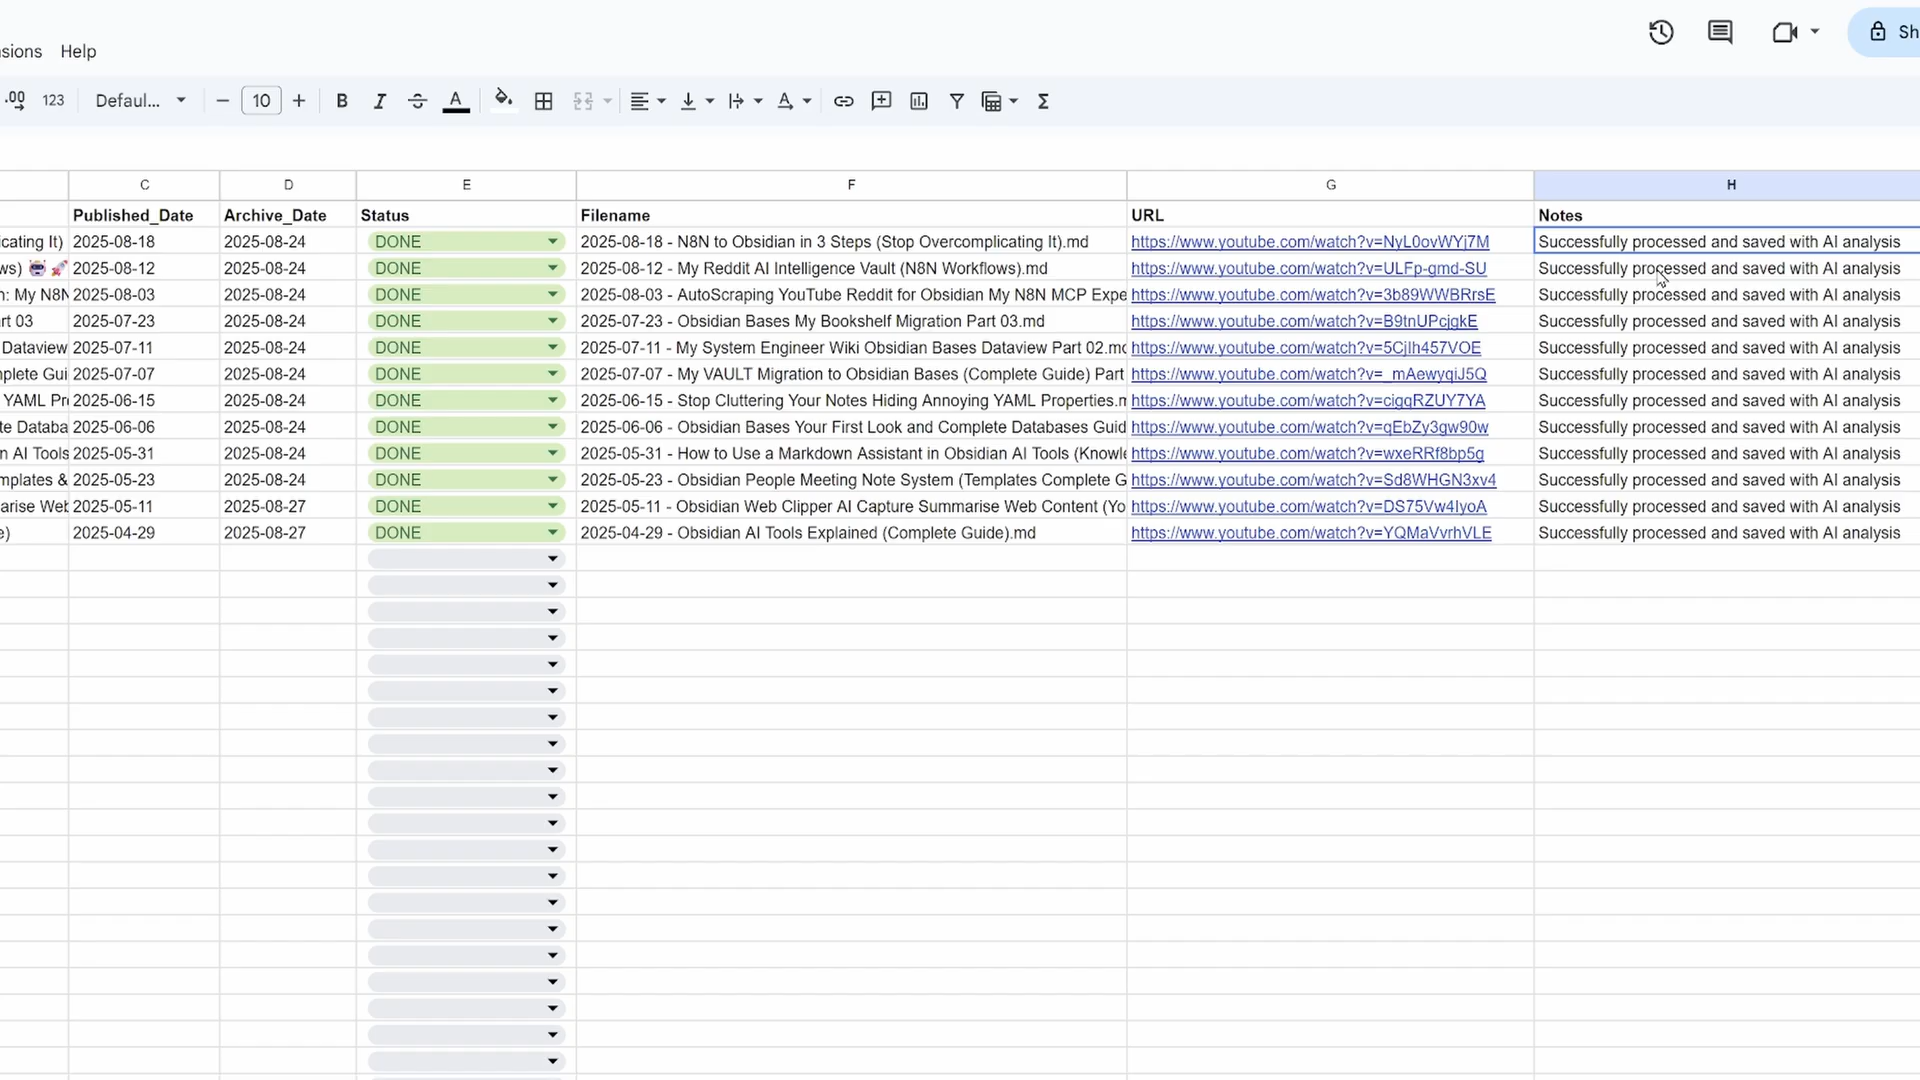 sions Help
.00 123 Defaul... 10 B I A Σ
Sh
C D E F G H
Published_Date Archive_Date Status Filename URL Notes
icating It) 2025-08-18 2025-08-24 DONE 2025-08-18 - N8N to Obsidian in 3 Steps (Stop Overcomplicating It).md https://www.youtube.com/watch?v=NyL0ovWYj7M Successfully processed and saved with AI analysis
ws) 🤖 🚀 2025-08-12 2025-08-24 DONE 2025-08-12 - My Reddit AI Intelligence Vault (N8N Workflows).md https://www.youtube.com/watch?v=ULFp-gmd-SU Successfully processed and saved with AI analysis
n: My N8N 2025-08-03 2025-08-24 DONE 2025-08-03 - AutoScraping YouTube Reddit for Obsidian My N8N MCP Expe https://www.youtube.com/watch?v=3b89WWBRrsE Successfully processed and saved with AI analysis
rt 03 2025-07-23 2025-08-24 DONE 2025-07-23 - Obsidian Bases My Bookshelf Migration Part 03.md https://www.youtube.com/watch?v=B9tnUPcjgkE Successfully processed and saved with AI analysis
Dataview 2025-07-11 2025-08-24 DONE 2025-07-11 - My System Engineer Wiki Obsidian Bases Dataview Part 02.mc https://www.youtube.com/watch?v=5CjIh457VOE Successfully processed and saved with AI analysis
plete Gui 2025-07-07 2025-08-24 DONE 2025-07-07 - My VAULT Migration to Obsidian Bases (Complete Guide) Part https://www.youtube.com/watch?v=_mAewyqiJ5Q Successfully processed and saved with AI analysis
YAML Pr 2025-06-15 2025-08-24 DONE 2025-06-15 - Stop Cluttering Your Notes Hiding Annoying YAML Properties.m https://www.youtube.com/watch?v=cigqRZUY7YA Successfully processed and saved with AI analysis
te Databa 2025-06-06 2025-08-24 DONE 2025-06-06 - Obsidian Bases Your First Look and Complete Databases Guid https://www.youtube.com/watch?v=qEbZy3gw90w Successfully processed and saved with AI analysis
n AI Tools 2025-05-31 2025-08-24 DONE 2025-05-31 - How to Use a Markdown Assistant in Obsidian AI Tools (Knowle https://www.youtube.com/watch?v=wxeRRf8bp5g Successfully processed and saved with AI analysis
mplates & 2025-05-23 2025-08-24 DONE 2025-05-23 - Obsidian People Meeting Note System (Templates Complete G https://www.youtube.com/watch?v=Sd8WHGN3xv4 Successfully processed and saved with AI analysis
arise Web 2025-05-11 2025-08-27 DONE 2025-05-11 - Obsidian Web Clipper AI Capture Summarise Web Content (Yo https://www.youtube.com/watch?v=DS75Vw4IyoA Successfully processed and saved with AI analysis
e) 2025-04-29 2025-08-27 DONE 2025-04-29 - Obsidian AI Tools Explained (Complete Guide).md https://www.youtube.com/watch?v=YQMaVvrhVLE Successfully processed and saved with AI analysis